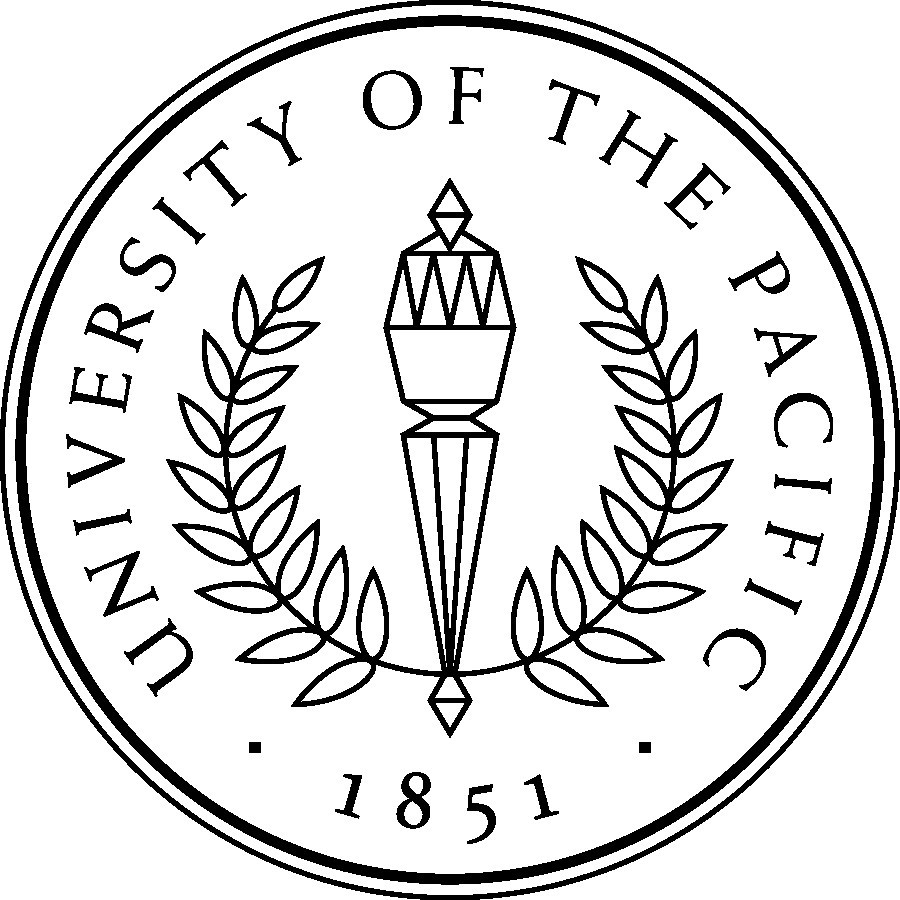 UNIVERSITY OF THE PACIFIC
1851